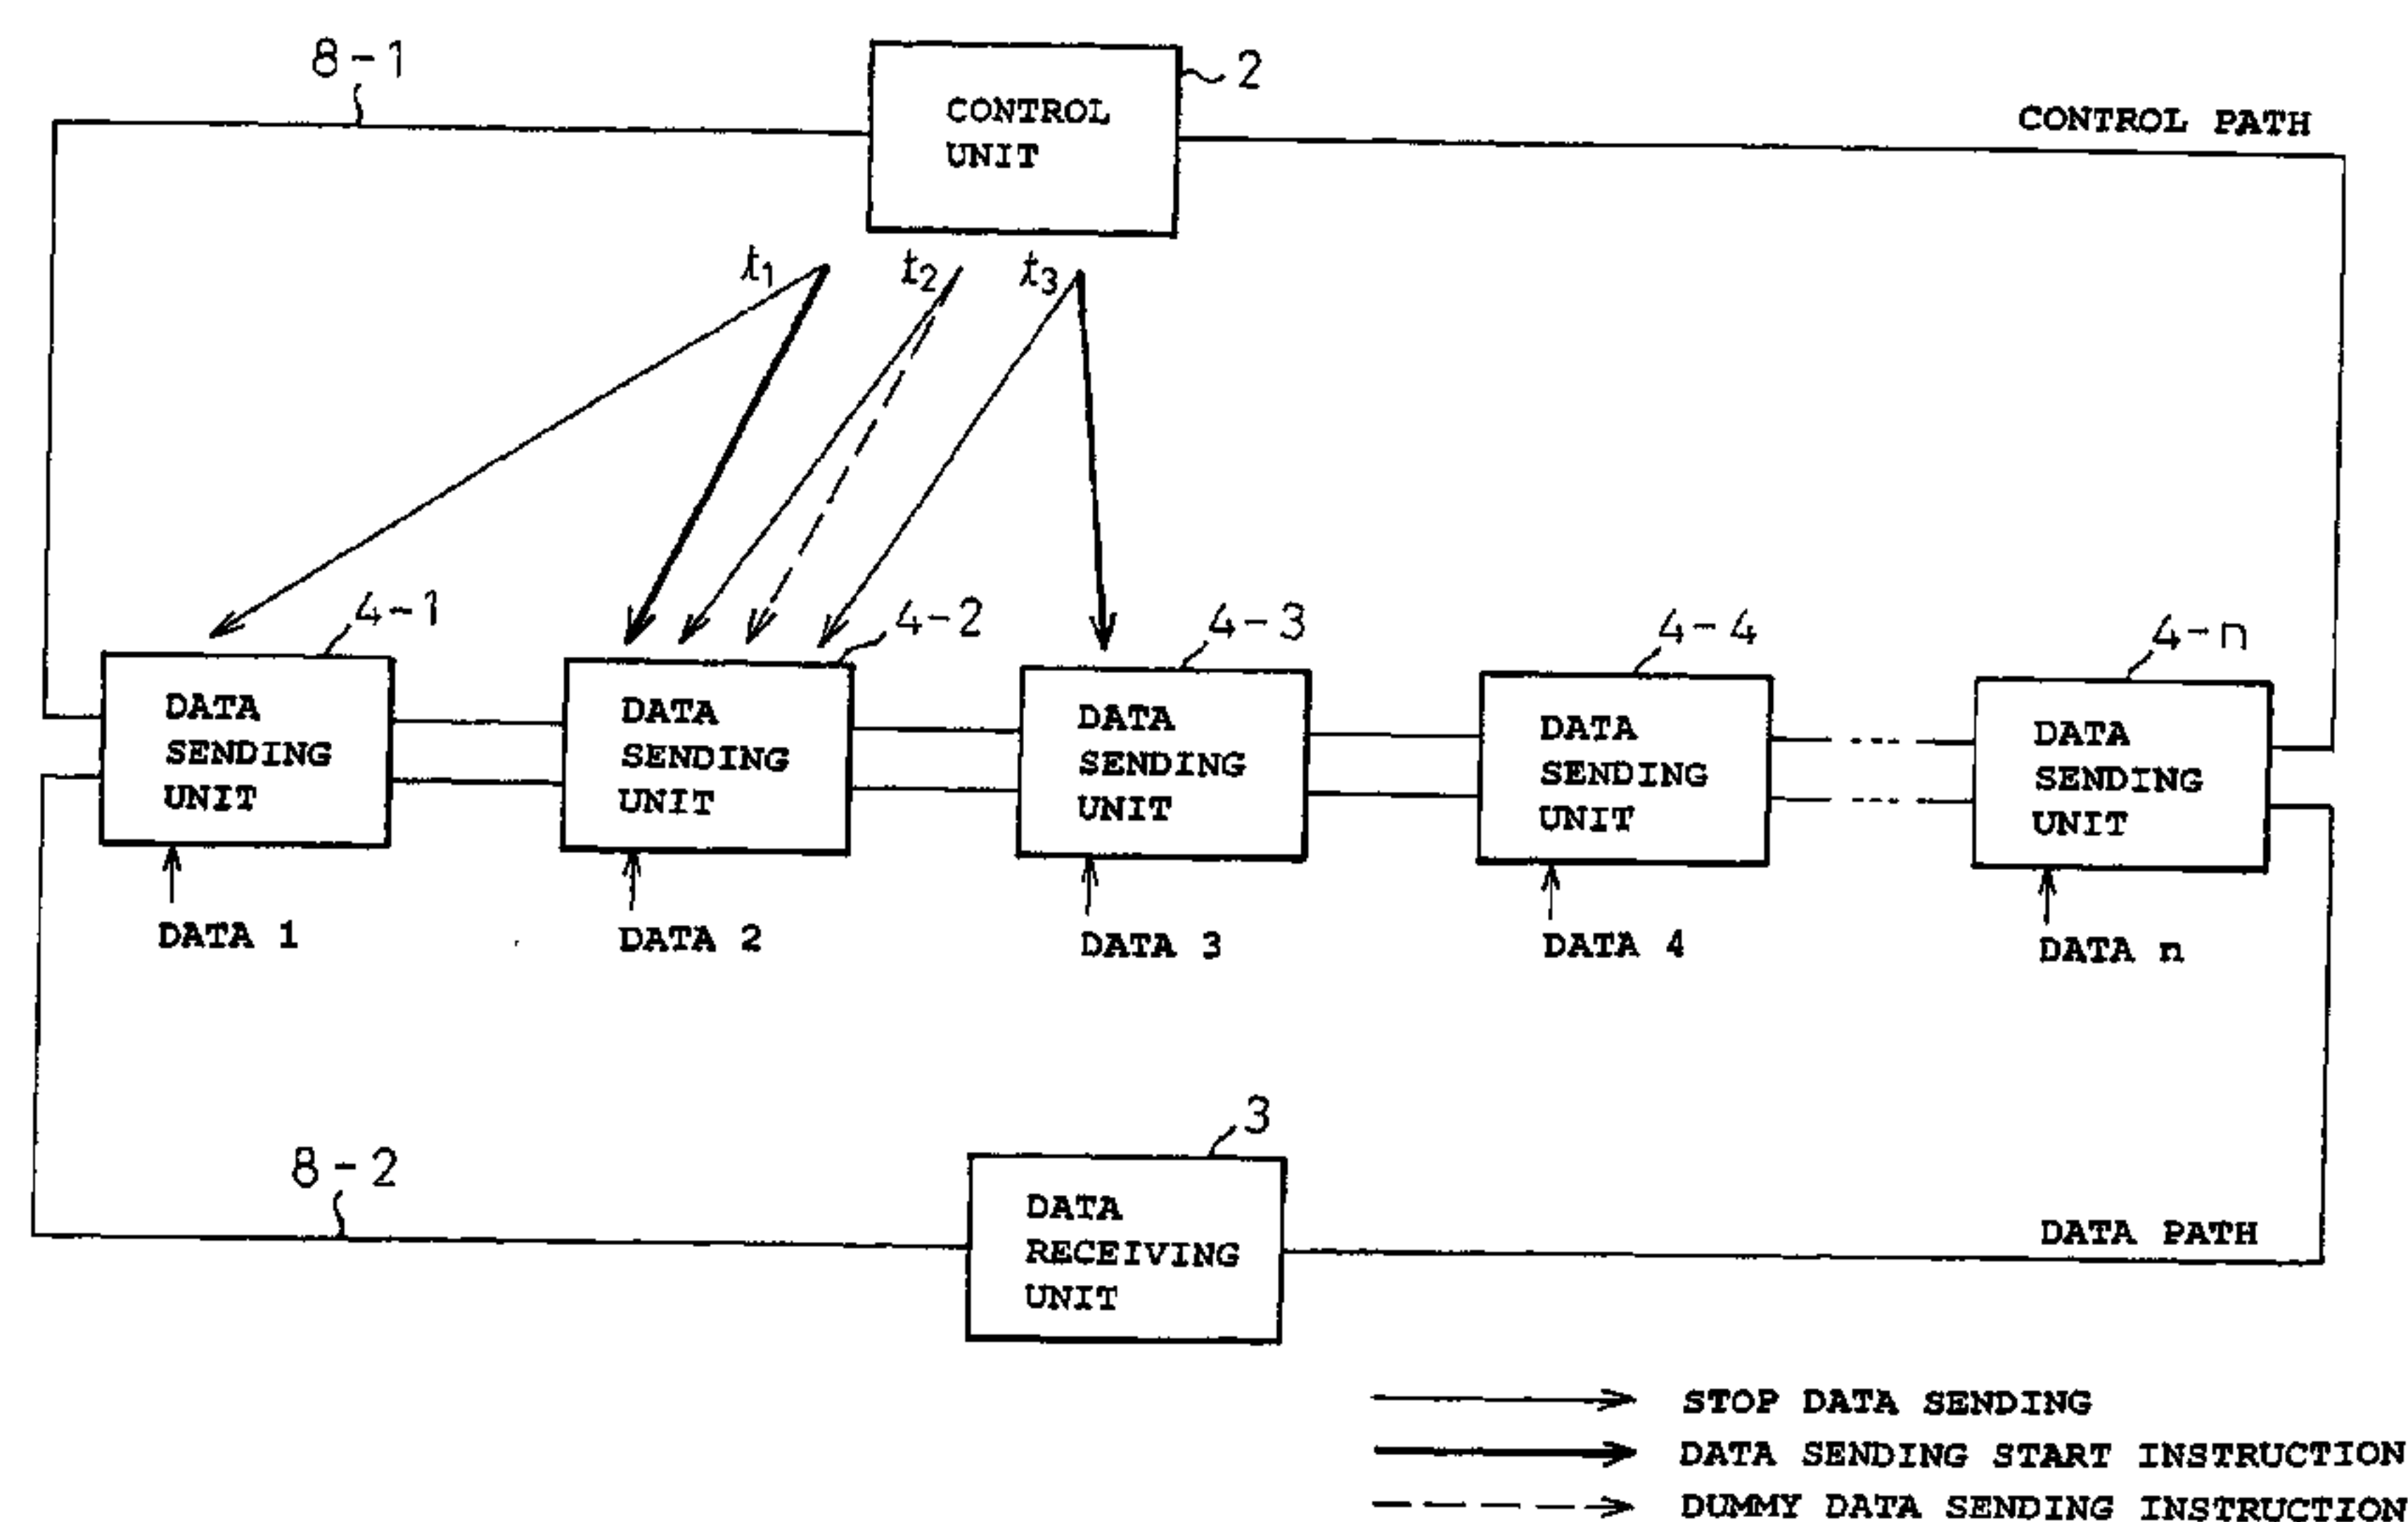 8-1
2
CONTROL
UNIT
CONTROL PATH
t1
t2
t3
4-1
4-2
4-3
4-4
4-n
DATA
SENDING
UNIT
DATA
SENDING
UNIT
DATA
SENDING
UNIT
DATA
SENDING
UNIT
DATA
SENDING
UNIT
DATA 1
DATA 2
DATA 3
DATA 4
DATA n
8-2
3
DATA
RECEIVING
UNIT
DATA PATH
STOP DATA SENDING
DATA SENDING START INSTRUCTION
DUMMY DATA SENDING INSTRUCTION